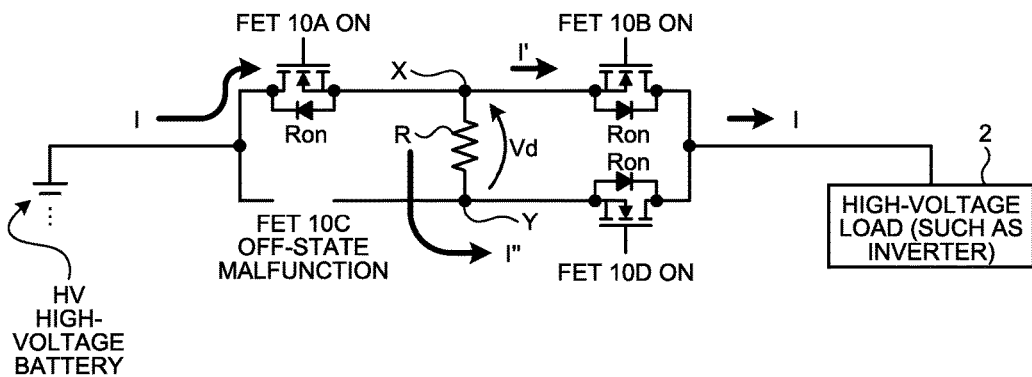 FET 10A ON
FET 10B ON
X
I'
I
Ron
R
Vd
Ron
Ron
I
2
HIGH-VOLTAGE
LOAD (SUCH AS
INVERTER)
FET 10C
OFF-STATE
MALFUNCTION
Y
I"
FET 10D ON
HV
HIGH-
VOLTAGE
BATTERY